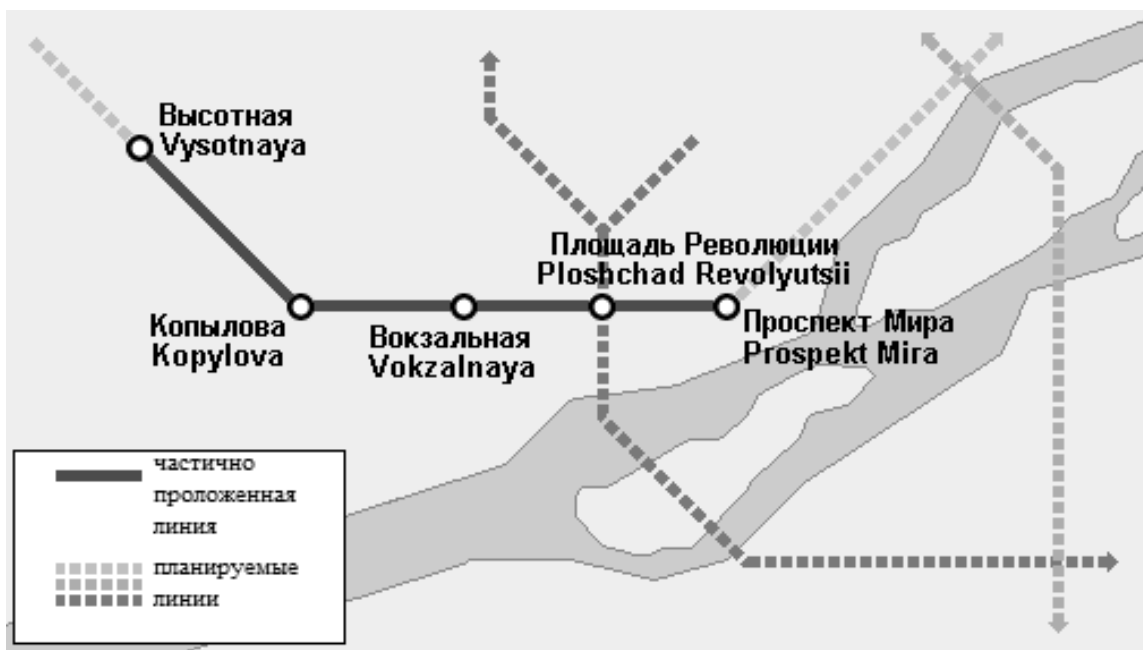 Высотная
Vysotnaya
Площадь Революции
Ploshchad Revolyutsii
Копылова
Kopylova
Вокзальная
Vokzalnaya
Проспект Мира
Prospekt Mira
частично
проложенная
линия
планируемые
линии